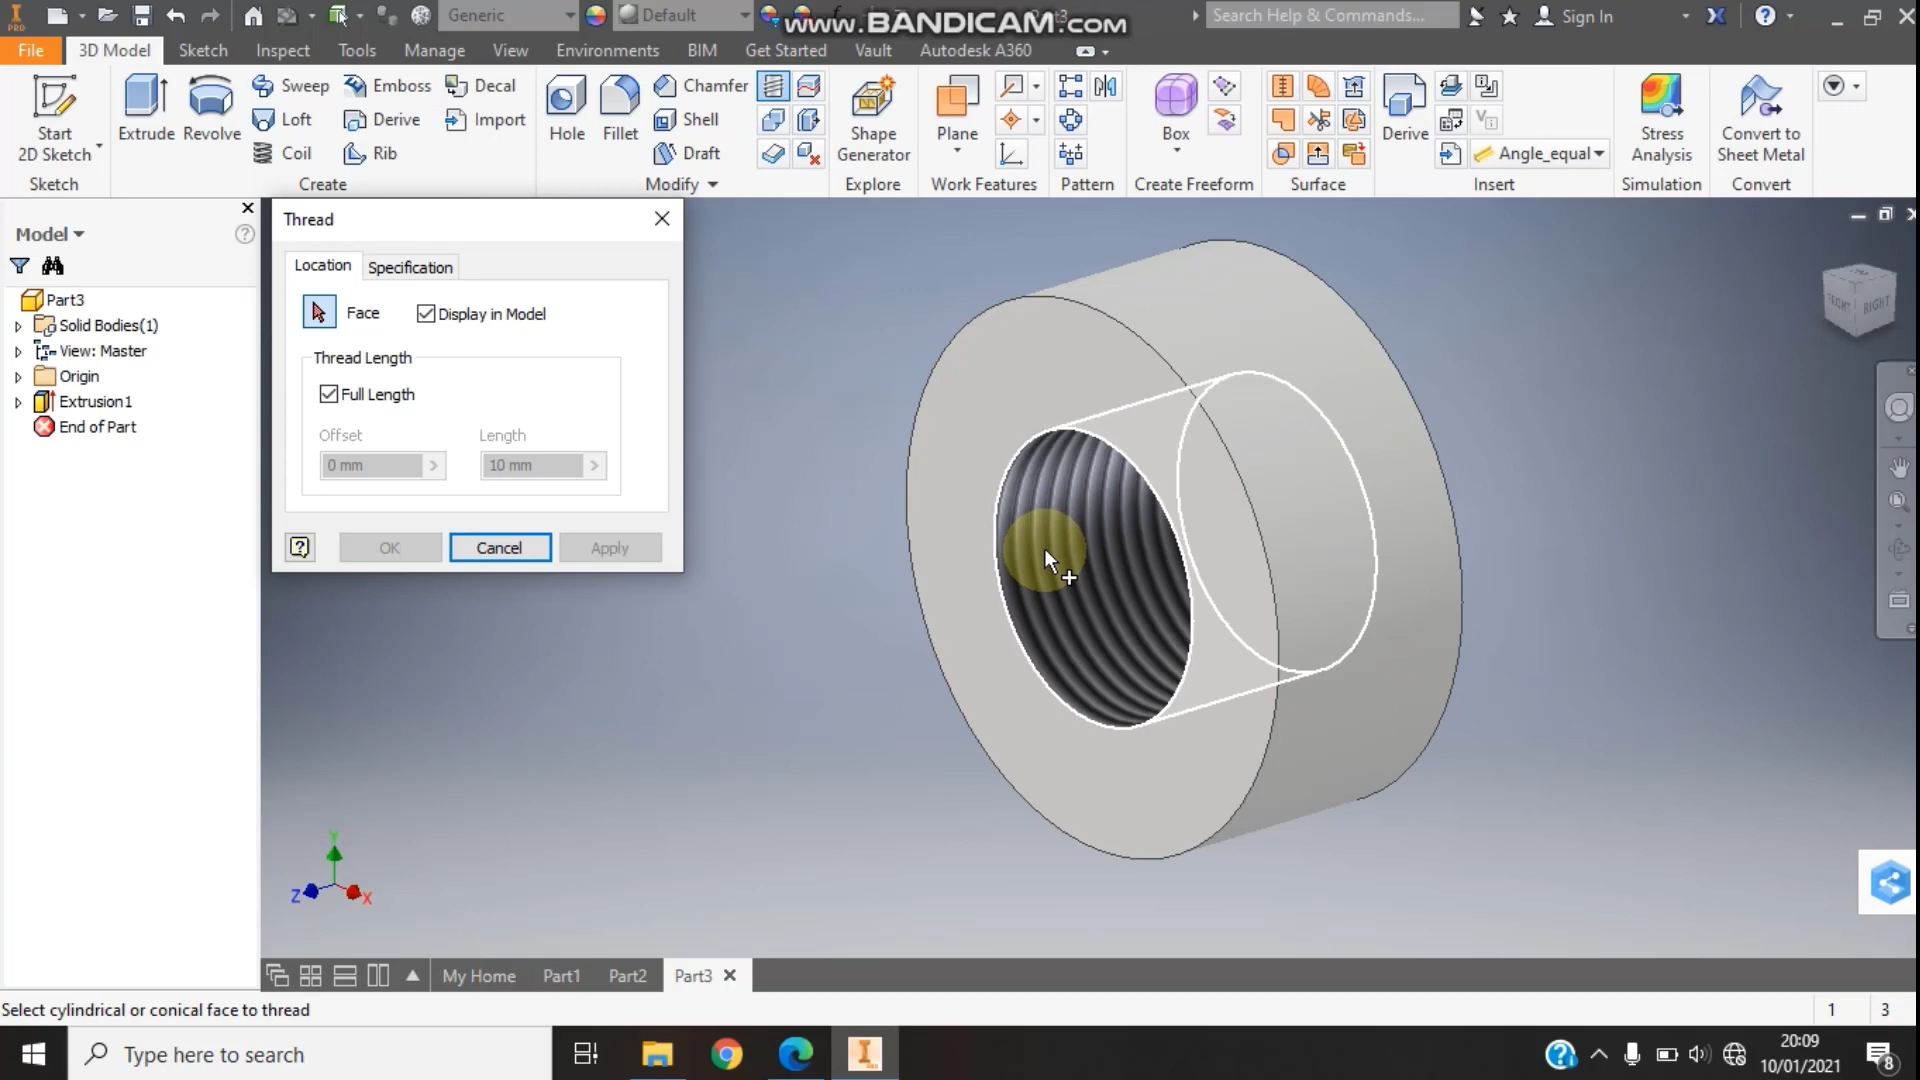 PRO
Generic
Default
www.BANDICAM.com
Search Help & Commands...
Sign In
File
3D Model
Sketch
Inspect
Tools
Manage
View
Environments
BIM
Get Started
Vault
Autodesk A360
Start
2D Sketch
Extrude
Revolve
Sweep
Emboss
Decal
Loft
Derive
Import
Coil
Rib
Hole
Fillet
Chamfer
Shell
Draft
Shape
Generator
Plane
Box
Derive
Angle_equal
Stress
Analysis
Convert to
Sheet Metal
Sketch
Create
Modify
Explore
Work Features
Pattern
Create Freeform
Surface
Insert
Simulation
Convert
Model
Part3
Solid Bodies(1)
View: Master
Origin
Extrusion1
End of Part
Thread
Location
Specification
Face
Display in Model
Thread Length
Full Length
Offset
Length
0 mm
10 mm
OK
Cancel
Apply
FRONT
RIGHT
Y
Z
X
My Home
Part1
Part2
Part3
Select cylindrical or conical face to thread
1
3
Type here to search
20:09
10/01/2021
8